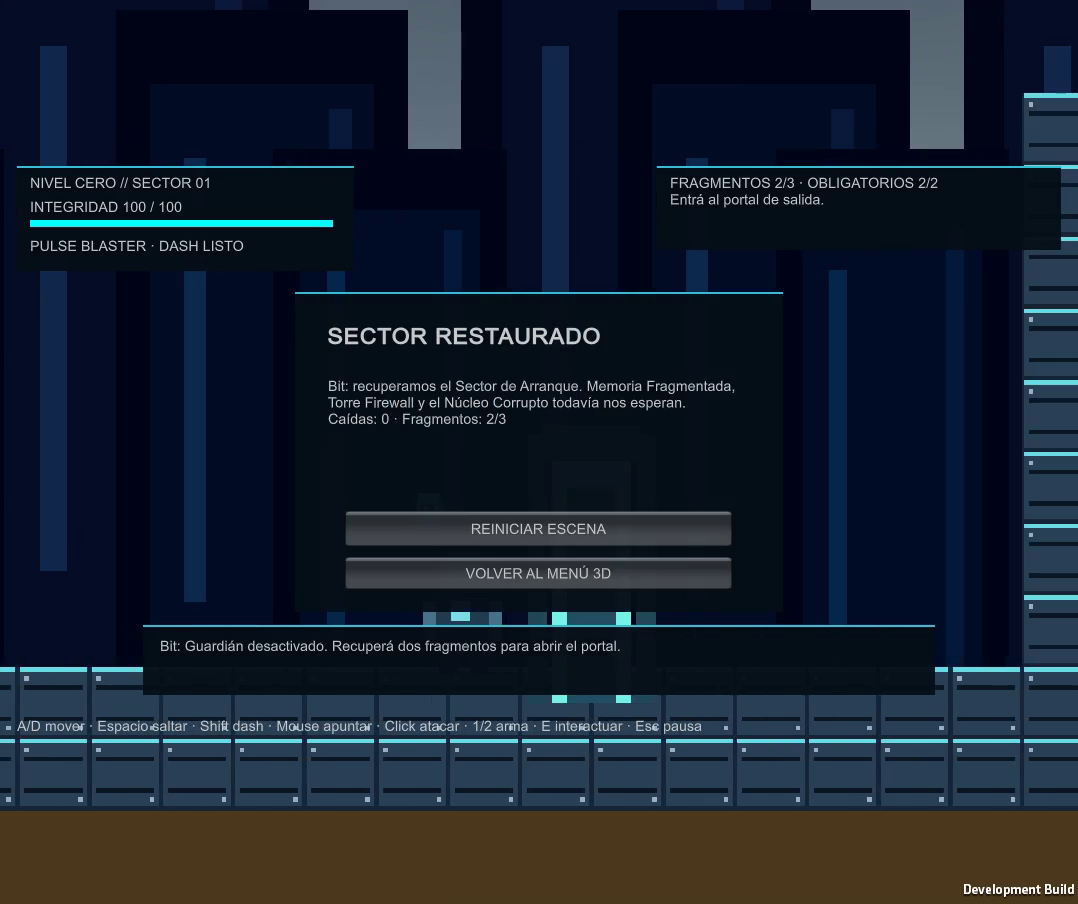 NIVEL CERO // SECTOR 01
INTEGRIDAD 100 / 100
PULSE BLASTER · DASH LISTO
FRAGMENTOS 2/3 · OBLIGATORIOS 2/2
Entrá al portal de salida.
SECTOR RESTAURADO
Bit: recuperamos el Sector de Arranque. Memoria Fragmentada,
Torre Firewall y el Núcleo Corrupto todavía nos esperan.
Caídas: 0 · Fragmentos: 2/3
REINICIAR ESCENA
VOLVER AL MENÚ 3D
Bit: Guardián desactivado. Recuperá dos fragmentos para abrir el portal.
A/D mover · Espacio saltar · Shift dash · Mouse apuntar · Click atacar · 1/2 arma · E interactuar · Esc pausa
Development Build